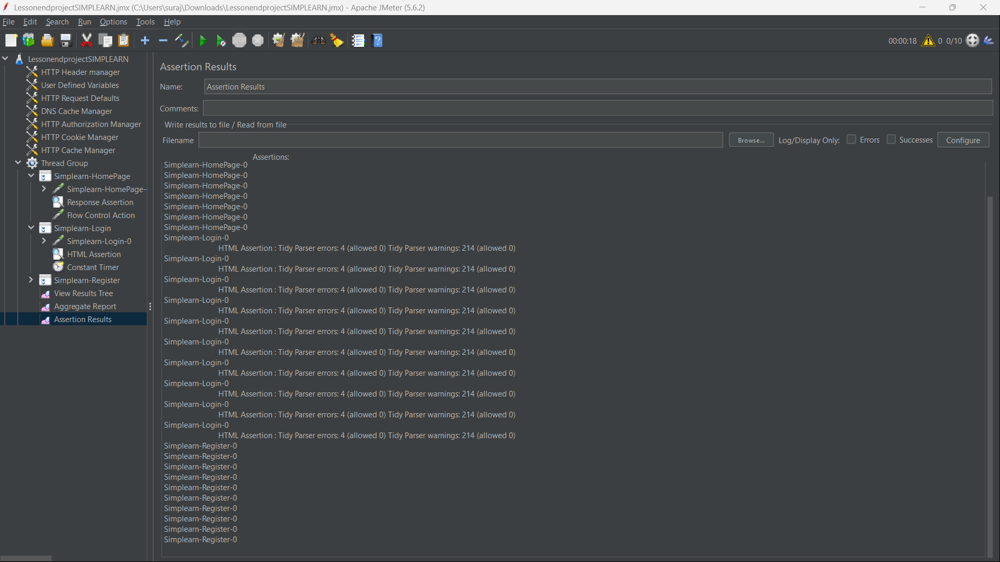 LessonendprojectSIMPLEARN.jmx (C:\Users\suraj\Downloads\LessonendprojectSIMPLEARN.jmx) - Apache JMeter (5.6.2)
File Edit Search Run Options Tools Help
STOP
00:00:18 0 0/10
LessonendprojectSIMPLEARN
HTTP Header manager
User Defined Variables
HTTP Request Defaults
DNS Cache Manager
HTTP Authorization Manager
HTTP Cookie Manager
HTTP Cache Manager
Thread Group
Simplearn-HomePage
Simplearn-HomePage-
Response Assertion
Flow Control Action
Simplearn-Login
Simplearn-Login-0
HTML Assertion
Constant Timer
Simplearn-Register
View Results Tree
Aggregate Report
Assertion Results
Assertion Results
Name: Assertion Results
Comments:
Write results to file / Read from file
Filename Browse... Log/Display Only: Errors Successes Configure
Assertions:
Simplearn-HomePage-0
Simplearn-HomePage-0
Simplearn-HomePage-0
Simplearn-HomePage-0
Simplearn-HomePage-0
Simplearn-HomePage-0
Simplearn-HomePage-0
Simplearn-Login-0
HTML Assertion : Tidy Parser errors: 4 (allowed 0) Tidy Parser warnings: 214 (allowed 0)
Simplearn-Login-0
HTML Assertion : Tidy Parser errors: 4 (allowed 0) Tidy Parser warnings: 214 (allowed 0)
Simplearn-Login-0
HTML Assertion : Tidy Parser errors: 4 (allowed 0) Tidy Parser warnings: 214 (allowed 0)
Simplearn-Login-0
HTML Assertion : Tidy Parser errors: 4 (allowed 0) Tidy Parser warnings: 214 (allowed 0)
Simplearn-Login-0
HTML Assertion : Tidy Parser errors: 4 (allowed 0) Tidy Parser warnings: 214 (allowed 0)
Simplearn-Login-0
HTML Assertion : Tidy Parser errors: 4 (allowed 0) Tidy Parser warnings: 214 (allowed 0)
Simplearn-Login-0
HTML Assertion : Tidy Parser errors: 4 (allowed 0) Tidy Parser warnings: 214 (allowed 0)
Simplearn-Login-0
HTML Assertion : Tidy Parser errors: 4 (allowed 0) Tidy Parser warnings: 214 (allowed 0)
Simplearn-Login-0
HTML Assertion : Tidy Parser errors: 4 (allowed 0) Tidy Parser warnings: 214 (allowed 0)
Simplearn-Login-0
HTML Assertion : Tidy Parser errors: 4 (allowed 0) Tidy Parser warnings: 214 (allowed 0)
Simplearn-Register-0
Simplearn-Register-0
Simplearn-Register-0
Simplearn-Register-0
Simplearn-Register-0
Simplearn-Register-0
Simplearn-Register-0
Simplearn-Register-0
Simplearn-Register-0
Simplearn-Register-0